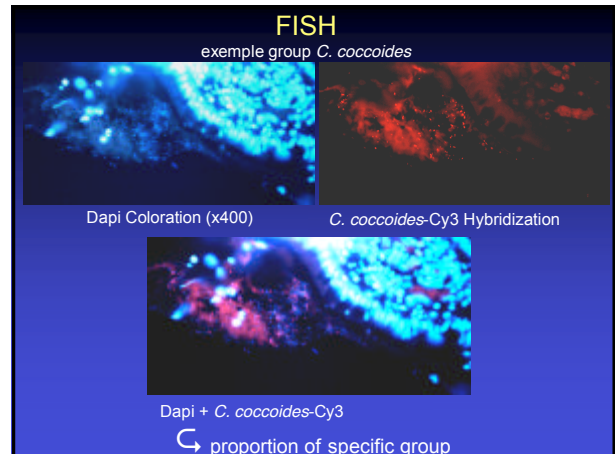 FISH
exemple group C. coccoides
Dapi Coloration (x400)
C. coccoides-Cy3 Hybridization
Dapi + C. coccoides-Cy3
proportion of specific group